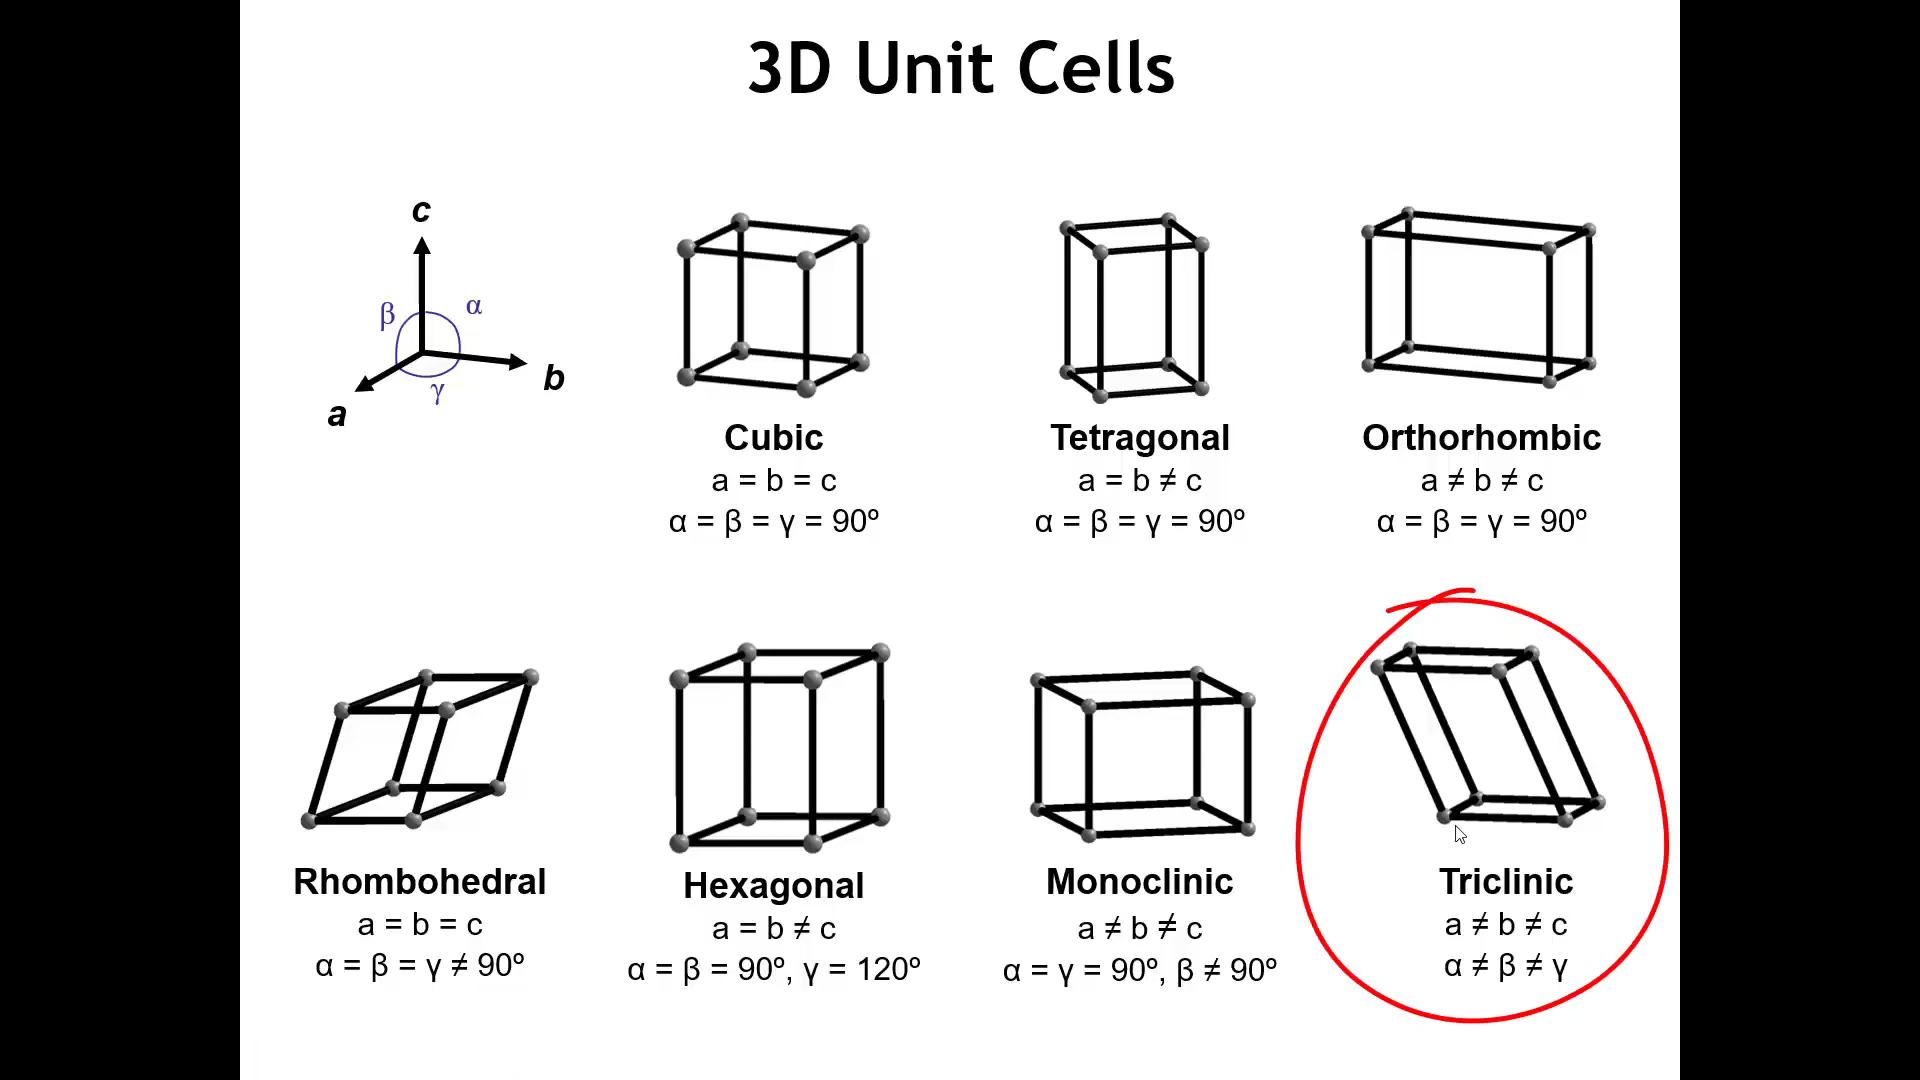 3D Unit Cells
c
β
α
γ
b
a
Cubic
a = b = c
α = β = γ = 90º
Tetragonal
a = b ≠ c
α = β = γ = 90º
Orthorhombic
a ≠ b ≠ c
α = β = γ = 90º
Rhombohedral
a = b = c
α = β = γ ≠ 90º
Hexagonal
a = b ≠ c
α = β = 90º, γ = 120º
Monoclinic
a ≠ b ≠ c
α = γ = 90º, β ≠ 90º
Triclinic
a ≠ b ≠ c
α ≠ β ≠ γ